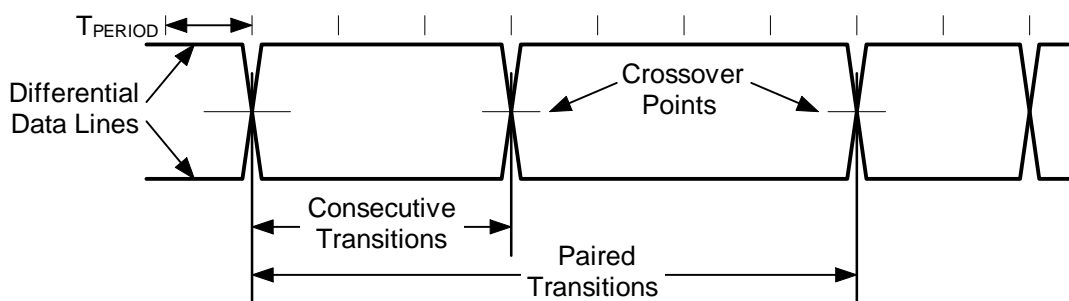 TPERIOD
Differential
Data Lines
Crossover
Points
Consecutive
Transitions
Paired
Transitions